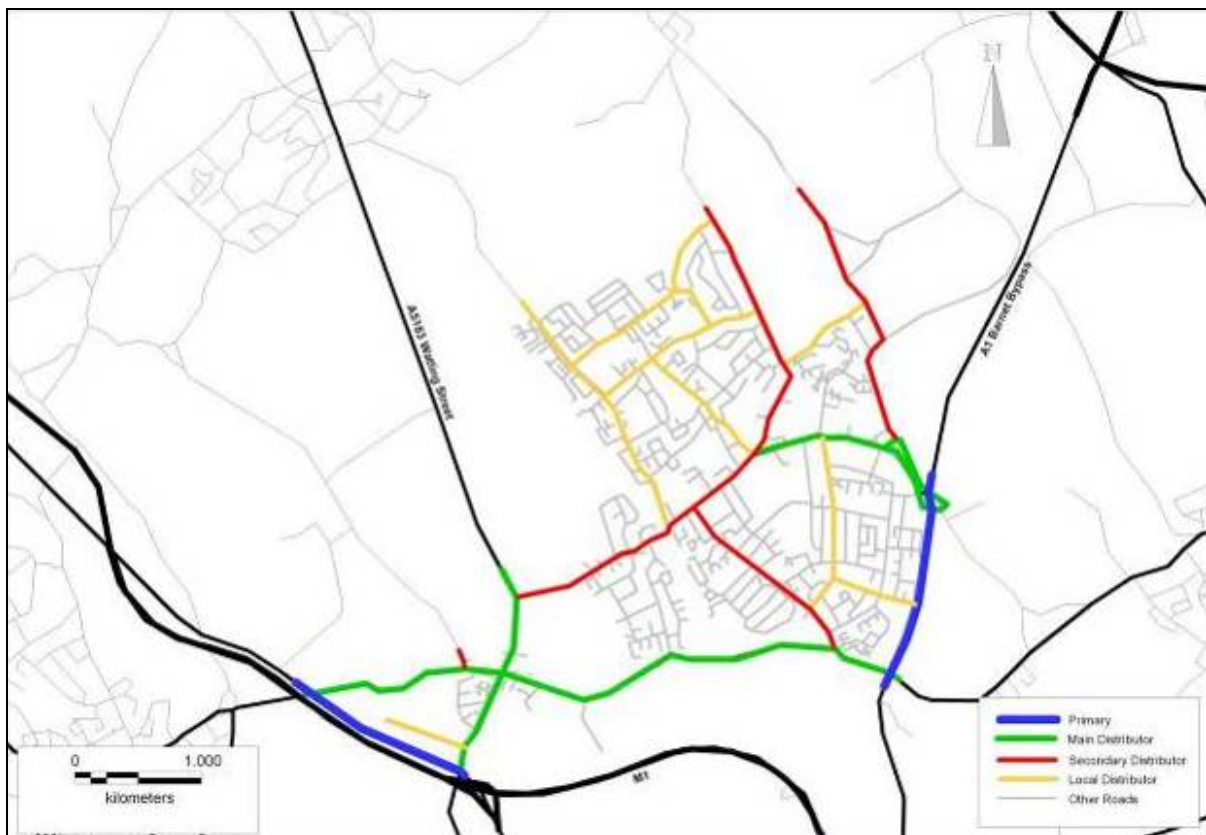 N
A5183 Watling Street
A1 Barnet Bypass
M1
0 1.000
kilometers
Primary
Main Distributor
Secondary Distributor
Local Distributor
Other Roads